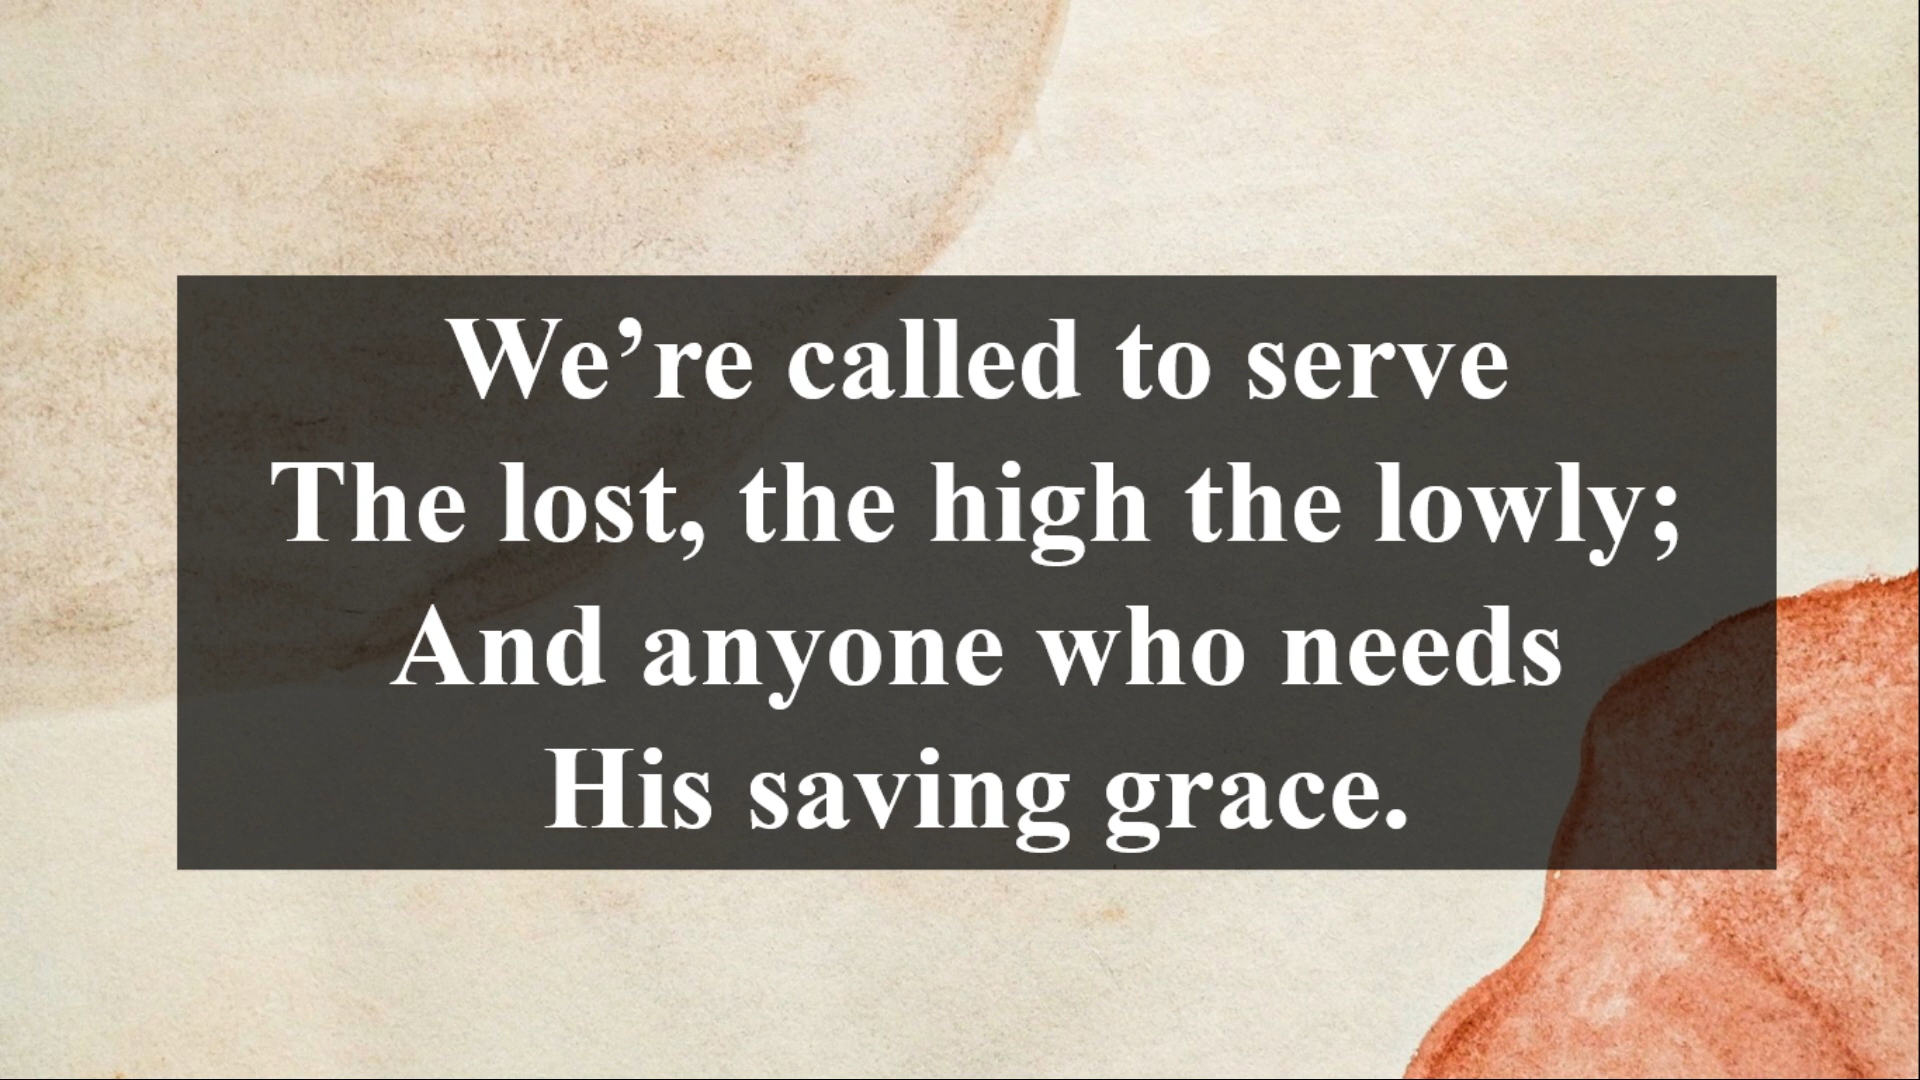 We’re called to serve
The lost, the high the lowly;
And anyone who needs
His saving grace.